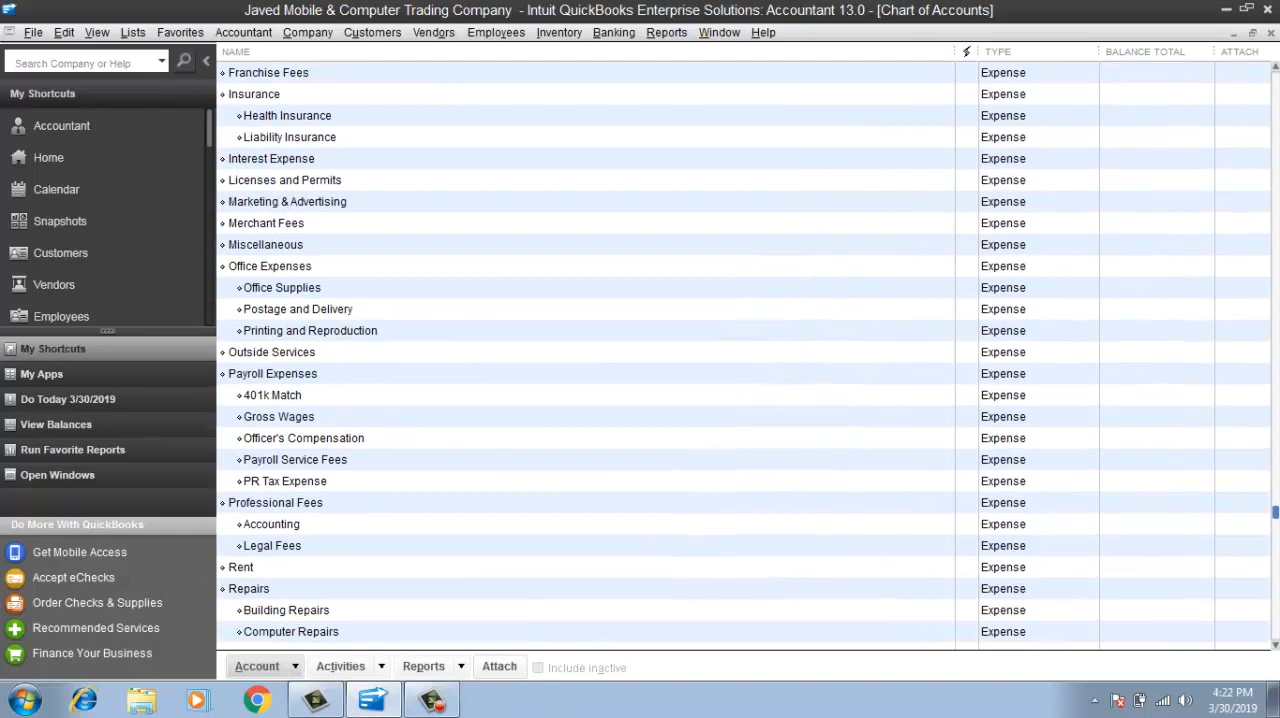 Javed Mobile & Computer Trading Company - Intuit QuickBooks Enterprise Solutions: Accountant 13.0 - [Chart of Accounts]
File Edit View Lists Favorites Accountant Company Customers Vendors Employees Inventory Banking Reports Window Help
Search Company or Help
My Shortcuts
Accountant
Home
Calendar
Snapshots
Customers
Vendors
Employees
My Shortcuts
My Apps
Do Today 3/30/2019
View Balances
Run Favorite Reports
Open Windows
Do More With QuickBooks
Get Mobile Access
Accept eChecks
Order Checks & Supplies
Recommended Services
Finance Your Business
NAME TYPE BALANCE TOTAL ATTACH
Franchise Fees Expense
Insurance Expense
Health Insurance Expense
Liability Insurance Expense
Interest Expense Expense
Licenses and Permits Expense
Marketing & Advertising Expense
Merchant Fees Expense
Miscellaneous Expense
Office Expenses Expense
Office Supplies Expense
Postage and Delivery Expense
Printing and Reproduction Expense
Outside Services Expense
Payroll Expenses Expense
401k Match Expense
Gross Wages Expense
Officer's Compensation Expense
Payroll Service Fees Expense
PR Tax Expense Expense
Professional Fees Expense
Accounting Expense
Legal Fees Expense
Rent Expense
Repairs Expense
Building Repairs Expense
Computer Repairs Expense
Account Activities Reports Attach Include inactive
4:22 PM
3/30/2019